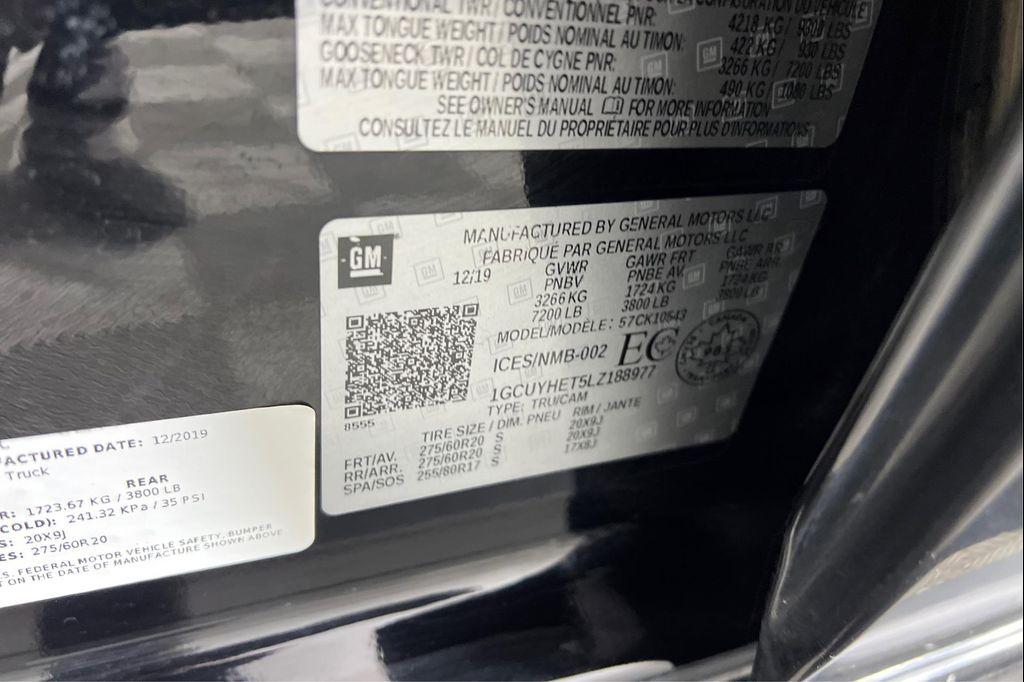 CONVENTIONAL TWR / CONVENTIONNEL PNR: 4218 KG / 9300 LBS
MAX TONGUE WEIGHT / POIDS NOMINAL AU TIMON: 422 KG / 930 LBS
GOOSENECK TWR / COL DE CYGNE PNR: 3266 KG / 7200 LBS
MAX TONGUE WEIGHT / POIDS NOMINAL AU TIMON: 490 KG / 1080 LBS
SEE OWNER'S MANUAL FOR MORE INFORMATION
CONSULTEZ LE MANUEL DU PROPRIÉTAIRE POUR PLUS D'INFORMATIONS
GM
MANUFACTURED BY GENERAL MOTORS LLC
FABRIQUÉ PAR GENERAL MOTORS LLC
12/19 GVWR GAWR FRT GAWR RR
PNBV PNBE AV. PNBE ARR.
3266 KG 1724 KG 1724 KG
7200 LB 3800 LB 3800 LB
MODEL/MODÈLE: 57CK10543
ICES/NMB-002 EC
1GCUYHET5LZ188977
TYPE: TRU/CAM
8555
TIRE SIZE / DIM. PNEU RIM / JANTE
FRT/AV. 275/60R20 S 20X9J
RR/ARR. 275/60R20 S 20X9J
SPA/SOS 255/80R17 S 17X8J
ACTURED DATE: 12/2019
Truck
REAR
R: 1723.67 KG / 3800 LB
COLD): 241.32 KPa / 35 PSI
S: 20X9J
ES: 275/60R20
S. FEDERAL MOTOR VEHICLE SAFETY, BUMPER
T ON THE DATE OF MANUFACTURE SHOWN ABOVE